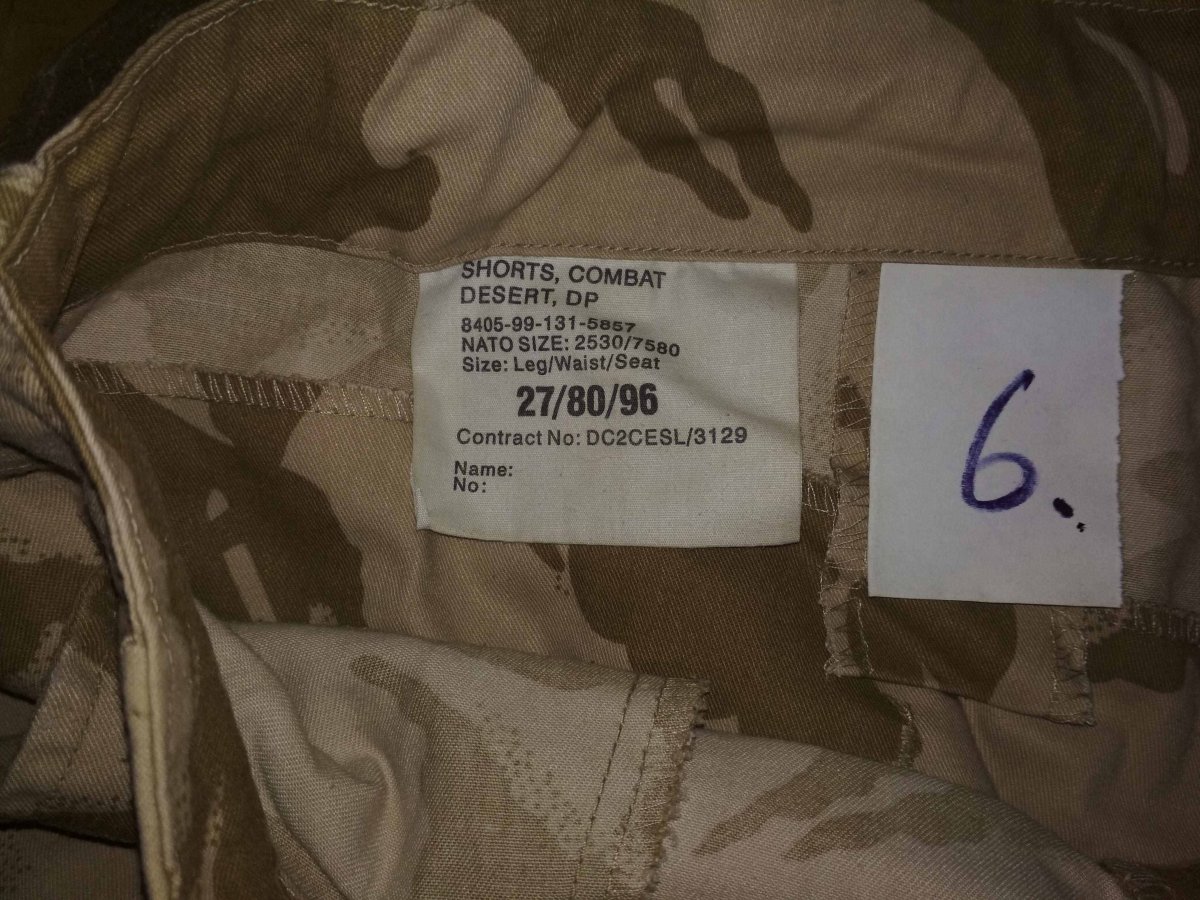 SHORTS, COMBAT
DESERT, DP
8405-99-131-5857
NATO SIZE: 2530/7580
Size: Leg/Waist/Seat
27/80/96
Contract No: DC2CESL/3129
Name:
No:
6.